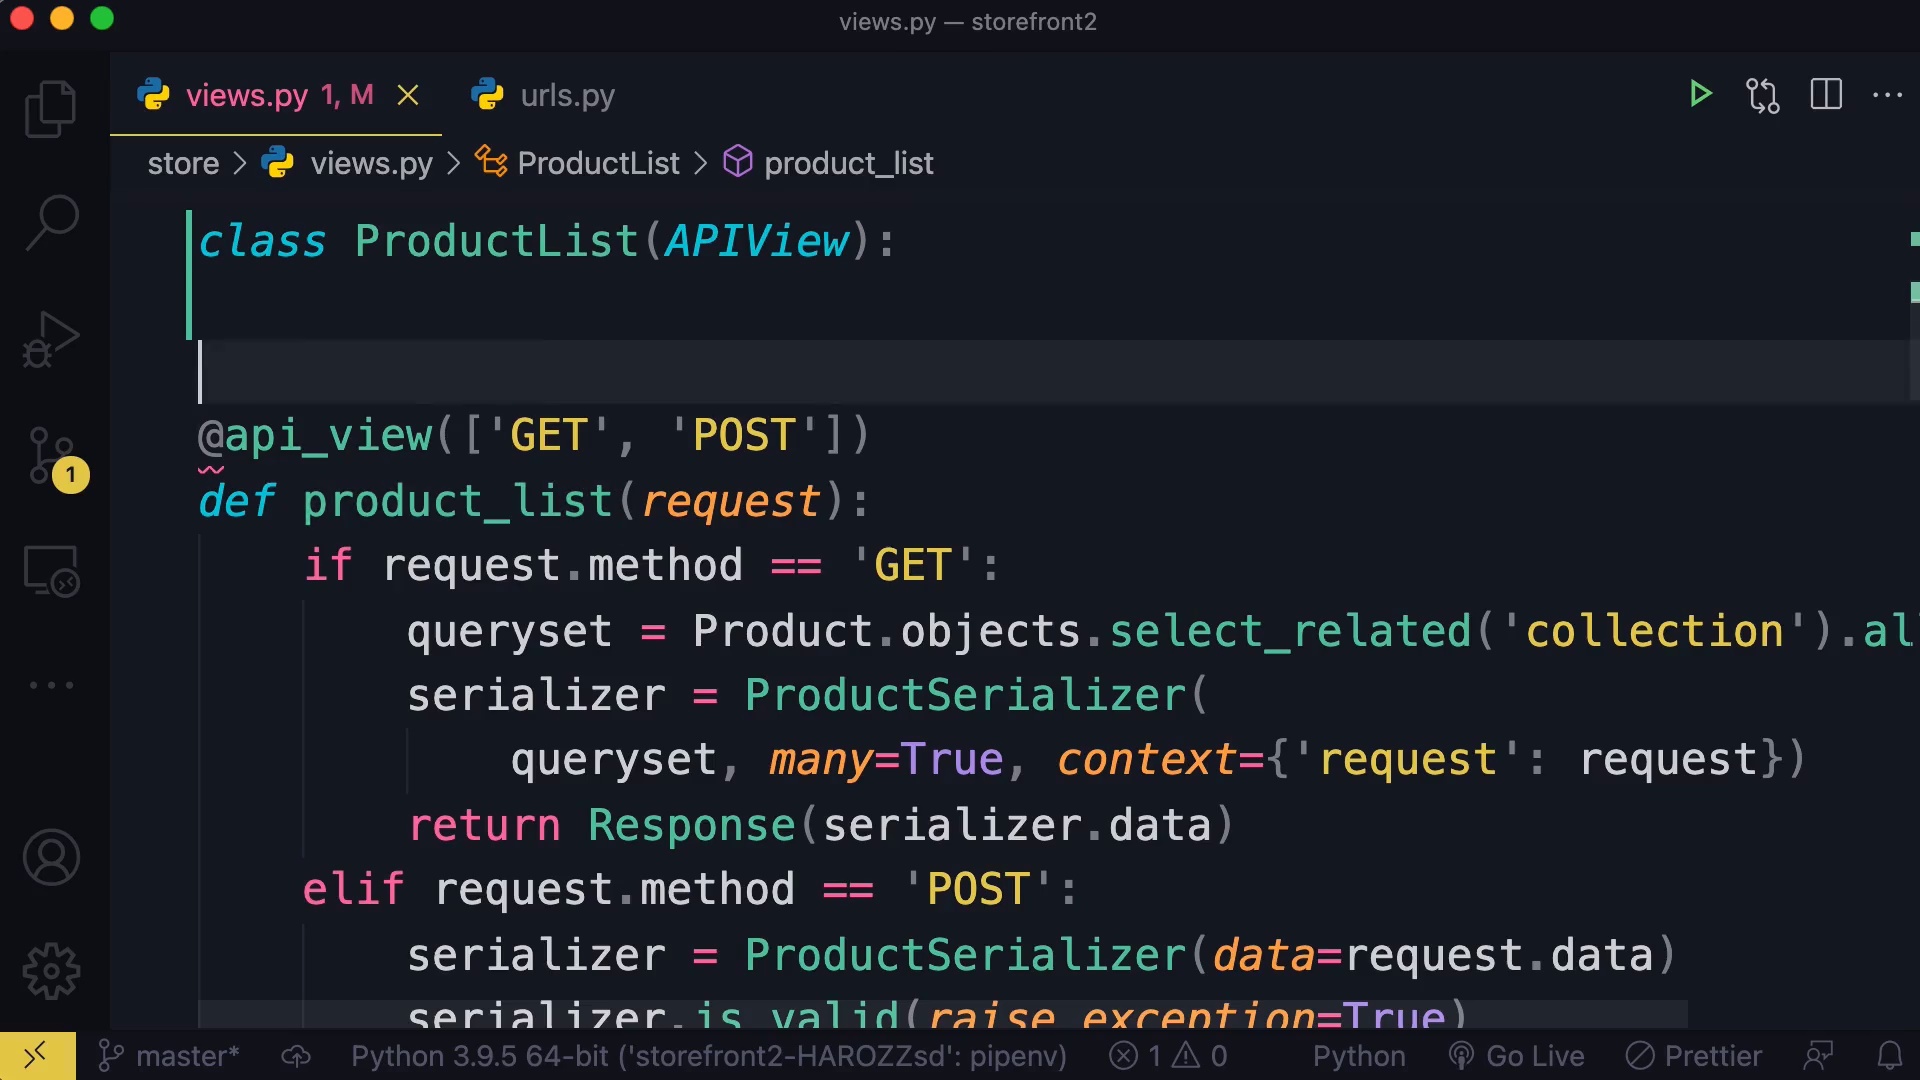 views.py — storefront2
views.py 1, M
urls.py
store > views.py > ProductList > product_list
class ProductList(APIView):
@api_view(['GET', 'POST'])
def product_list(request):
if request.method == 'GET':
queryset = Product.objects.select_related('collection').al
serializer = ProductSerializer(
queryset, many=True, context={'request': request})
return Response(serializer.data)
elif request.method == 'POST':
serializer = ProductSerializer(data=request.data)
serializer.is_valid(raise_exception=True)
1
master* Python 3.9.5 64-bit ('storefront2-HAROZZsd': pipenv) 1 0 Python Go Live Prettier